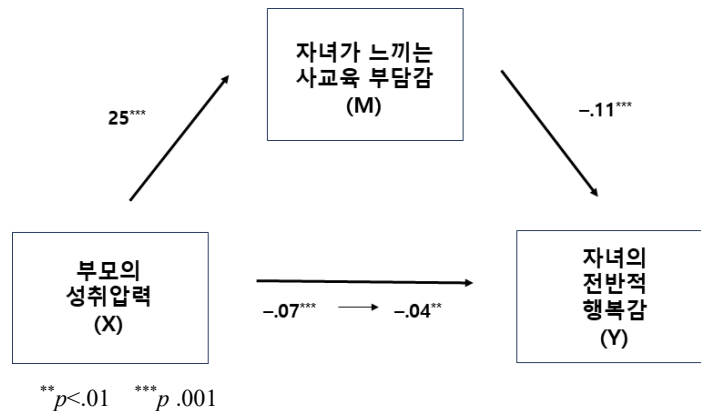 자녀가 느끼는
사교육 부담감
(M)
25***
–.11***
부모의
성취압력
(X)
–.07*** –.04**
자녀의
전반적
행복감
(Y)
**p<.01 ***p .001